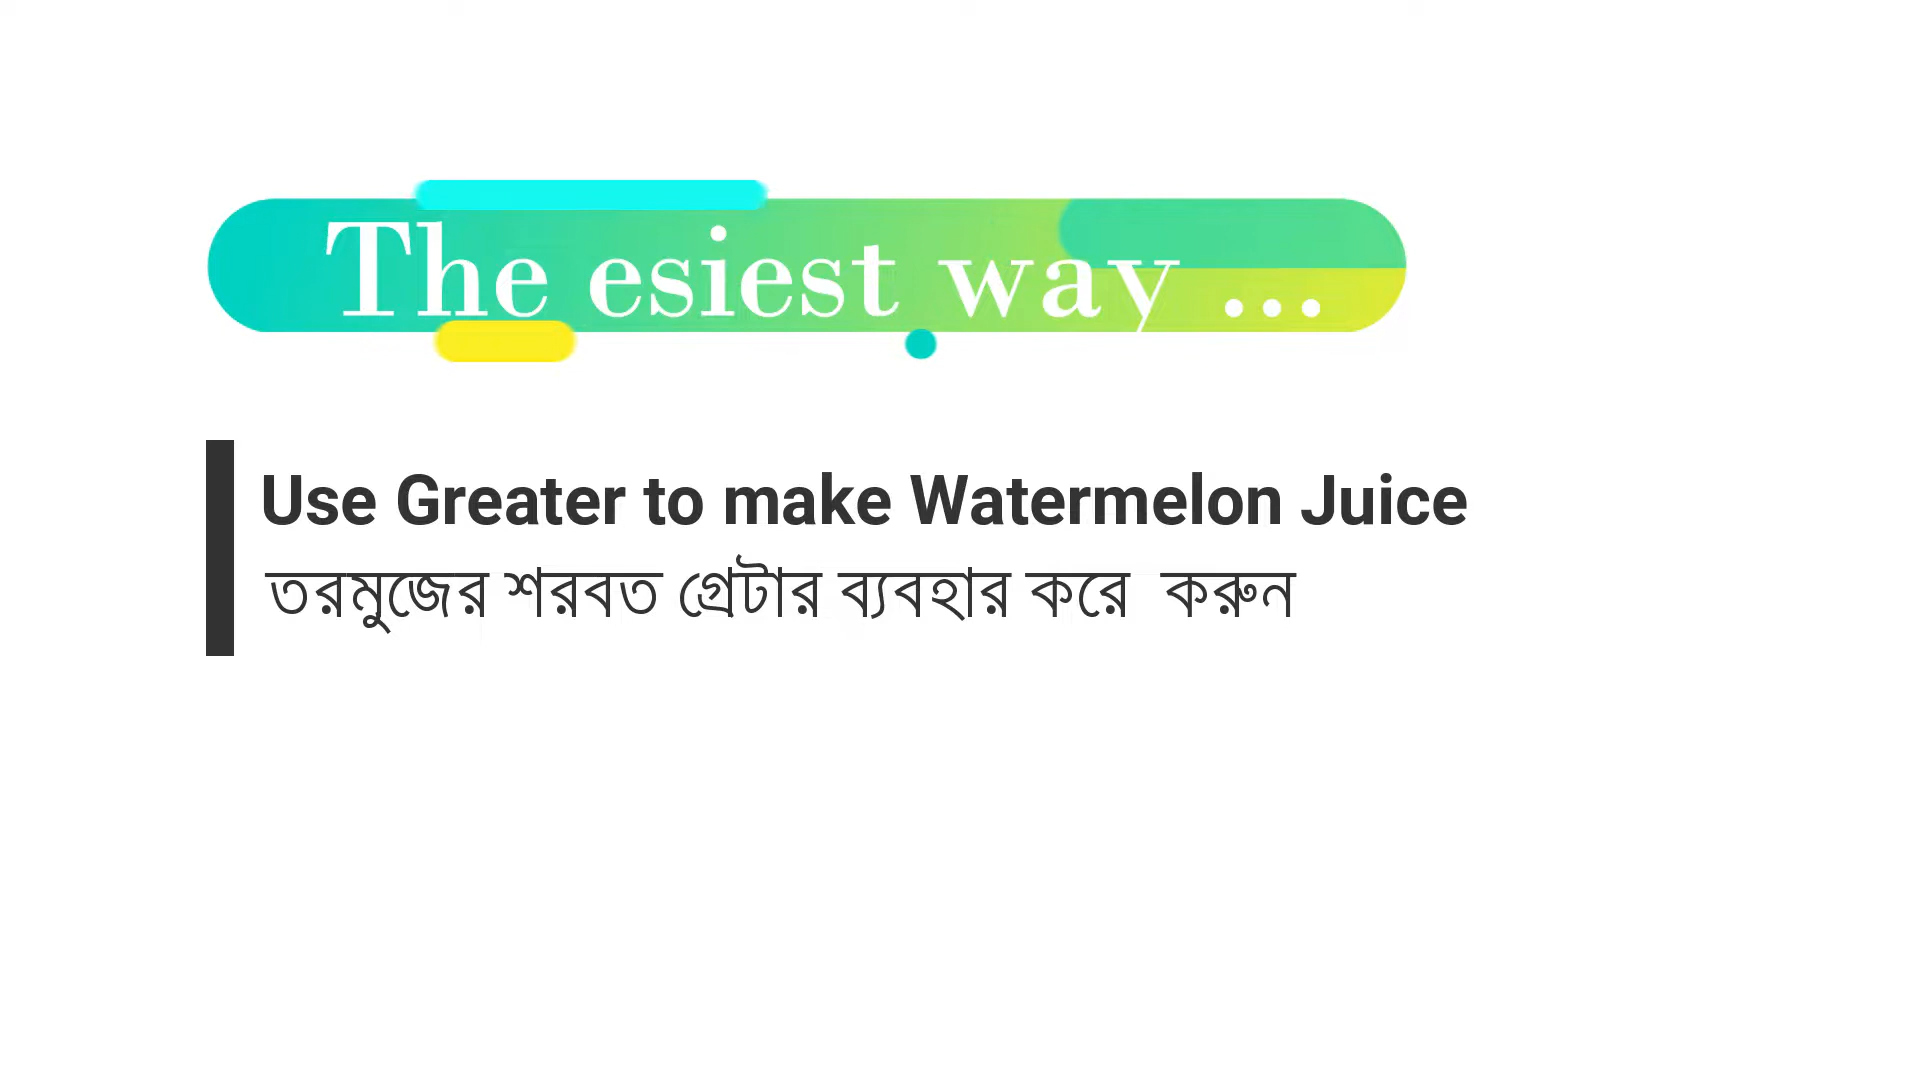 The esiest way ...
Use Greater to make Watermelon Juice
তরমুজের শরবত গ্রেটার ব্যবহার করে  করুন